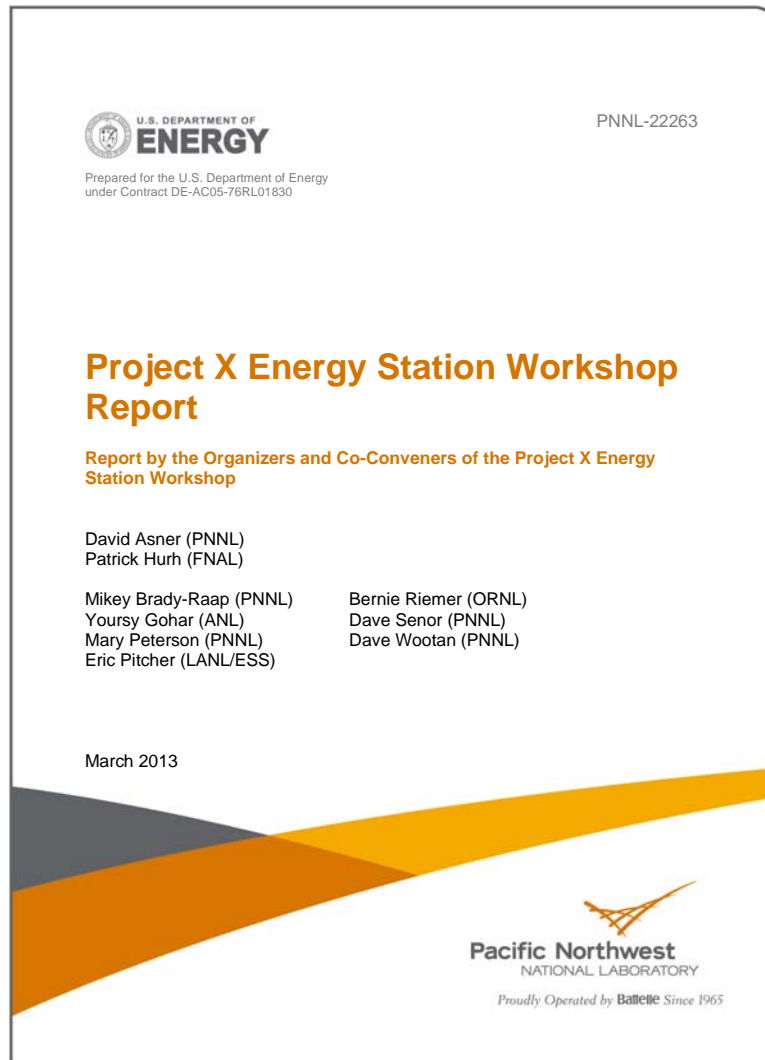 U.S. DEPARTMENT OF
ENERGY
PNNL-22263
Prepared for the U.S. Department of Energy
under Contract DE-AC05-76RL01830
Project X Energy Station Workshop
Report
Report by the Organizers and Co-Conveners of the Project X Energy
Station Workshop
David Asner (PNNL)
Patrick Hurh (FNAL)
Mikey Brady-Raap (PNNL)
Yoursy Gohar (ANL)
Mary Peterson (PNNL)
Eric Pitcher (LANL/ESS)
Bernie Riemer (ORNL)
Dave Senor (PNNL)
Dave Wootan (PNNL)
March 2013
Pacific Northwest
NATIONAL LABORATORY
Proudly Operated by Battelle Since 1965